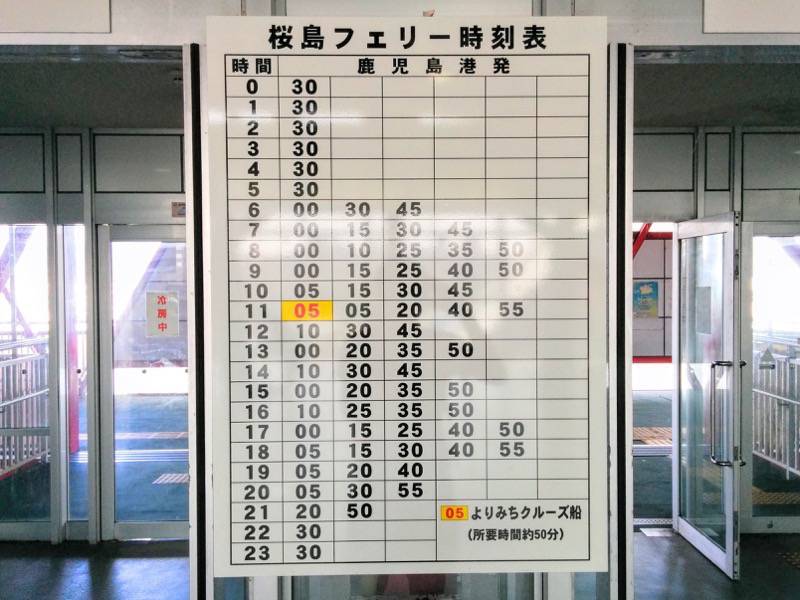 桜島フェリー時刻表
時間 鹿児島港発
0 30
1 30
2 30
3 30
4 30
5 30
6 00 30 45
7 00 15 30 45
8 00 10 25 35 50
9 00 15 25 40 50
10 05 15 30 45
11 05 05 20 40 55
12 10 30 45
13 00 20 35 50
14 10 30 45
15 00 20 35 50
16 10 25 35 50
17 00 15 25 40 50
18 05 15 30 40 55
19 05 20 40
20 05 30 55
21 20 50
22 30
23 30
05 よりみちクルーズ船
(所要時間約50分)
冷房中